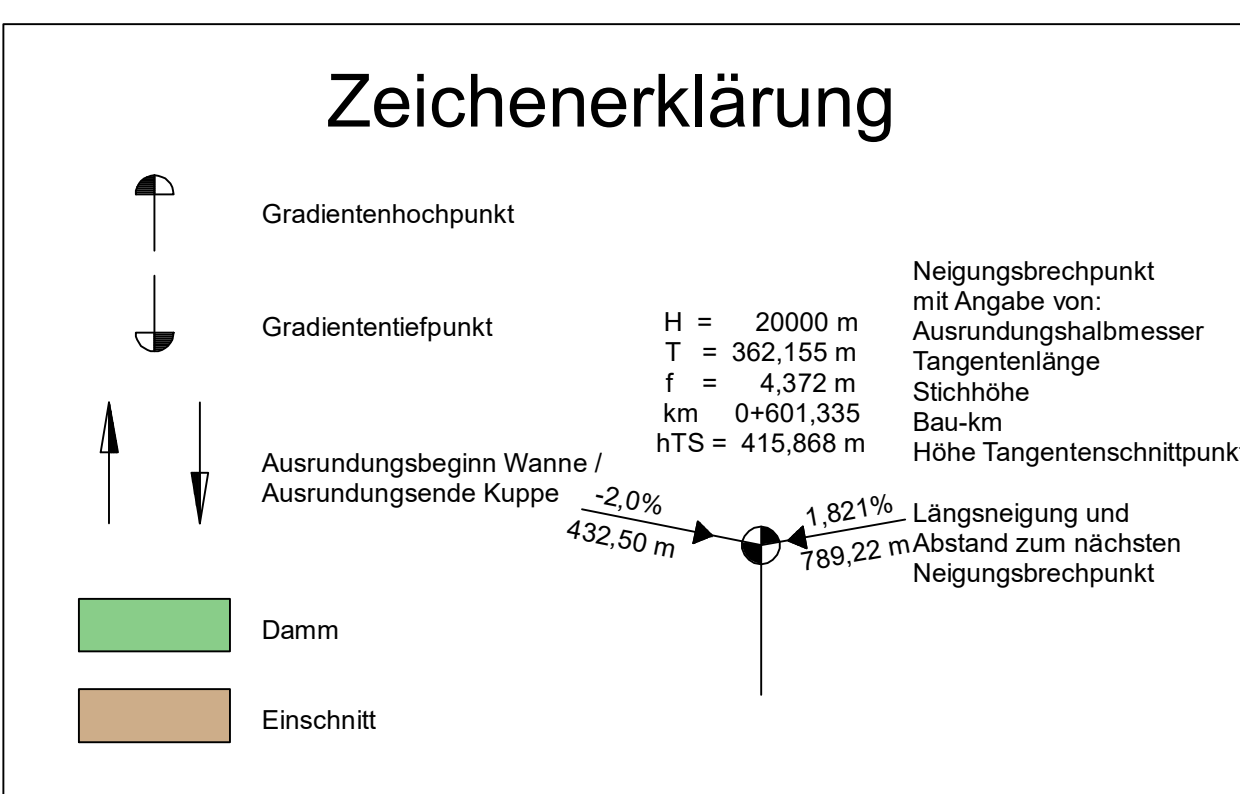 Zeichenerklärung
Gradientenhochpunkt
Gradiententiefpunkt
Ausrundungsbeginn Wanne /
Ausrundungsende Kuppe
Damm
Einschnitt
H = 20000 m
T = 362,155 m
f = 4,372 m
km 0+601,335
hTS = 415,868 m
-2,0%
432,50 m
1,821%
789,22 m
Neigungsbrechpunkt
mit Angabe von:
Ausrundungshalbmesser
Tangentenlänge
Stichhöhe
Bau-km
Höhe Tangentenschnittpunkt
Längsneigung und
Abstand zum nächsten
Neigungsbrechpunkt